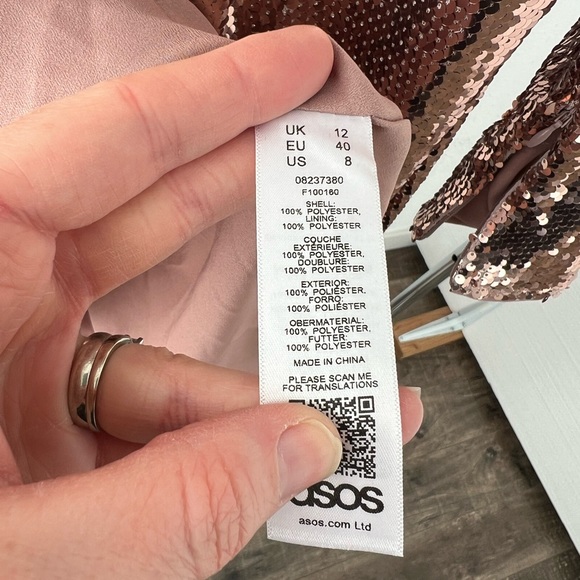 UK 12
EU 40
US 8
08237380
F100160
SHELL:
100% POLYESTER,
LINING:
100% POLYESTER
COUCHE
EXTÉRIEURE:
100% POLYESTER,
DOUBLURE:
100% POLYESTER
EXTERIOR:
100% POLIÉSTER,
FORRO:
100% POLIÉSTER
OBERMATERIAL:
100% POLYESTER,
FUTTER:
100% POLYESTER
MADE IN CHINA
PLEASE SCAN ME
FOR TRANSLATIONS
asos
asos.com Ltd